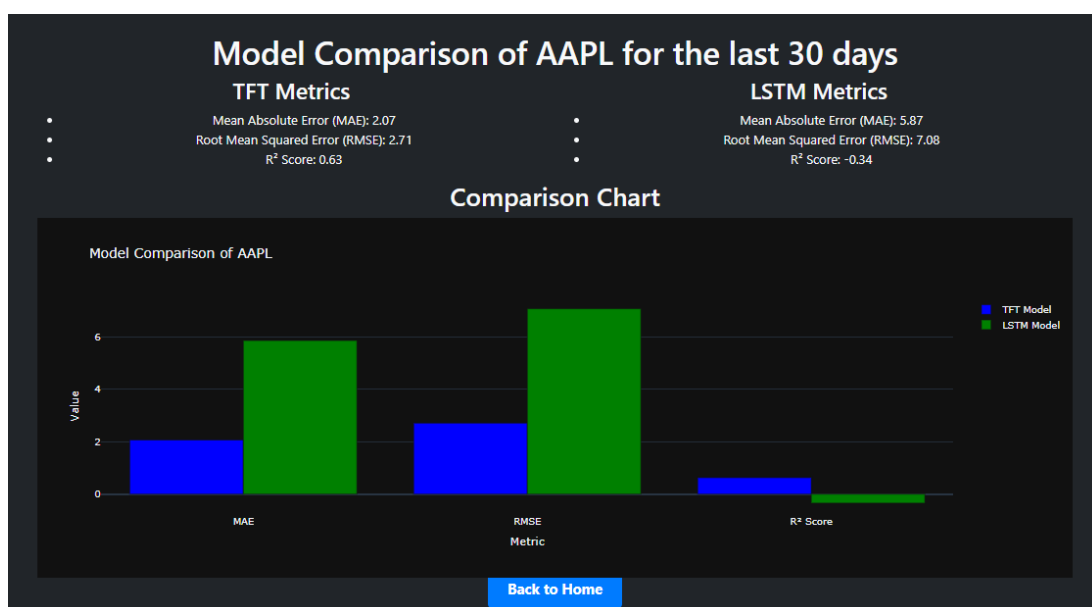 Model Comparison of AAPL for the last 30 days
TFT Metrics
• Mean Absolute Error (MAE): 2.07
• Root Mean Squared Error (RMSE): 2.71
• R² Score: 0.63
LSTM Metrics
• Mean Absolute Error (MAE): 5.87
• Root Mean Squared Error (RMSE): 7.08
• R² Score: -0.34
Comparison Chart
Model Comparison of AAPL
TFT Model
LSTM Model
6
4
2
0
Value
MAE
RMSE
R² Score
Metric
Back to Home